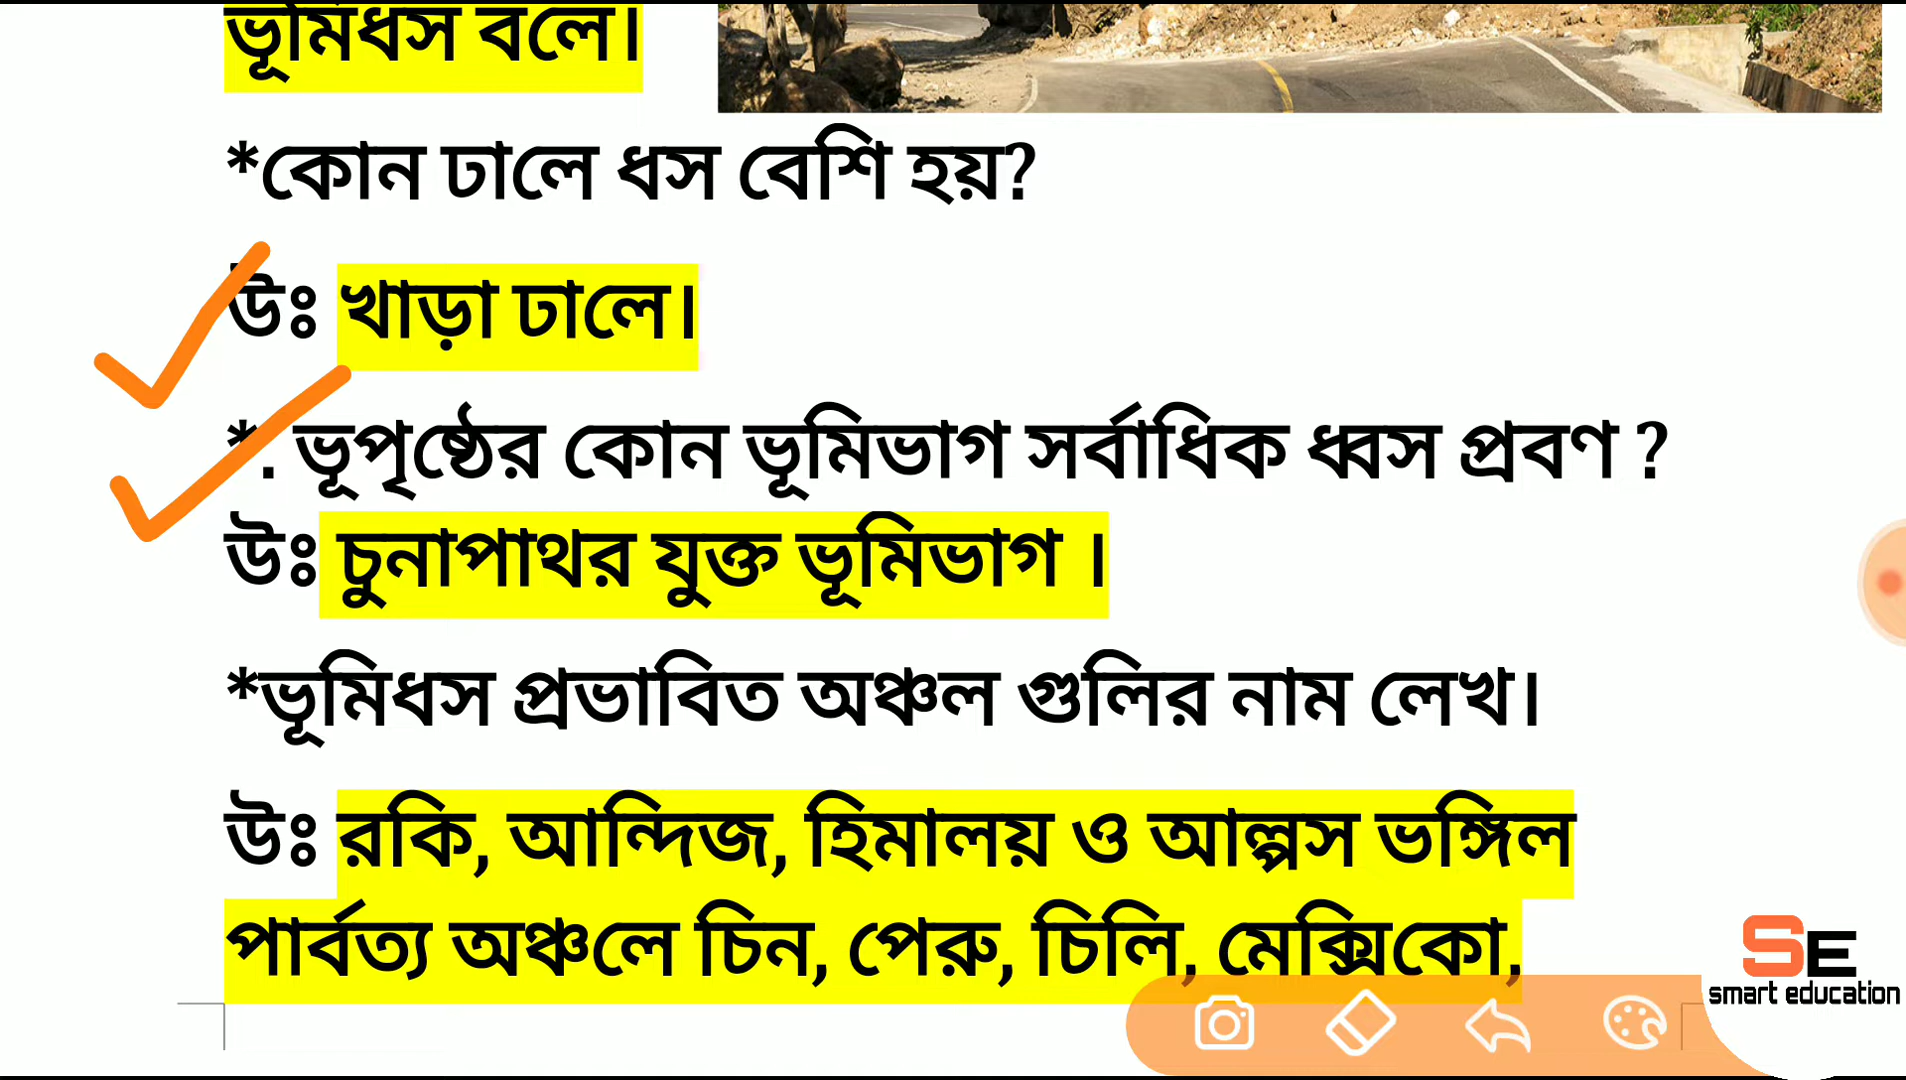 ভূমিধস বলে।
*কোন ঢালে ধস বেশি হয়?
উঃ খাড়া ঢালে।
*. ভূপৃষ্ঠের কোন ভূমিভাগ সর্বাধিক ধ্বস প্রবণ ?
উঃ চুনাপাথর যুক্ত ভূমিভাগ ।
*ভূমিধস প্রভাবিত অঞ্চল গুলির নাম লেখ।
উঃ রকি, আন্দিজ, হিমালয় ও আল্পস ভঙ্গিল
পার্বত্য অঞ্চলে চিন, পেরু, চিলি, মেক্সিকো,
SE
smart education